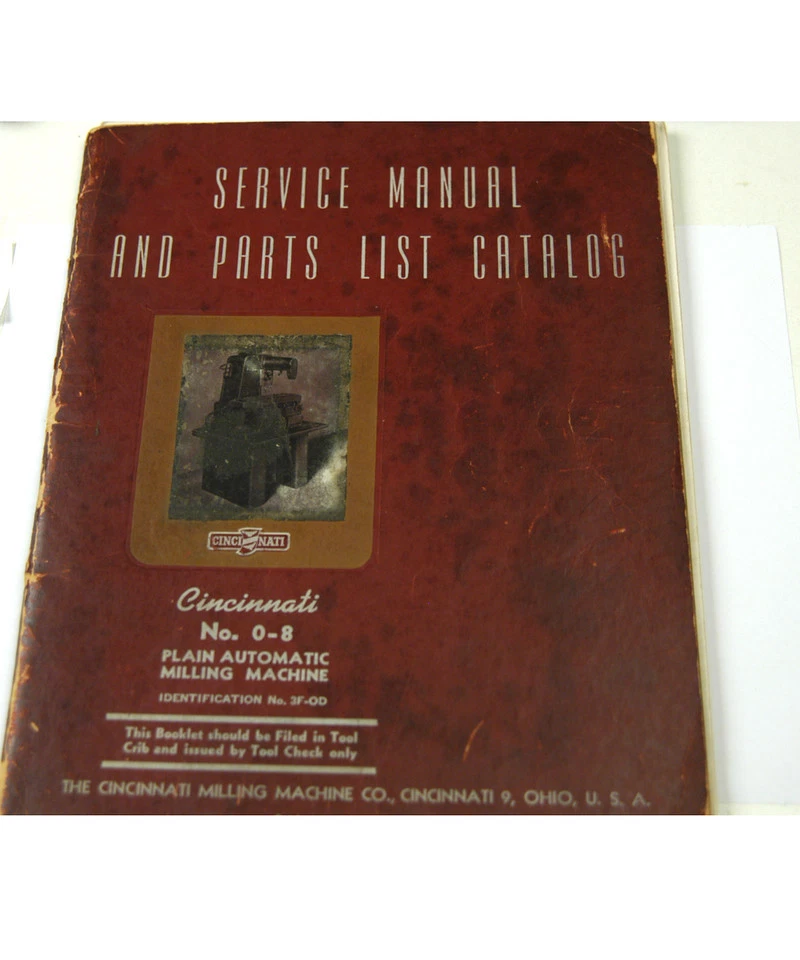 SERVICE MANUAL
AND PARTS LIST CATALOG
CINCINNATI
Cincinnati
No. 0-8
PLAIN AUTOMATIC
MILLING MACHINE
IDENTIFICATION No. 3F-OD
This Booklet should be Filed in Tool
Crib and issued by Tool Check only
THE CINCINNATI MILLING MACHINE CO., CINCINNATI 9, OHIO, U. S. A.